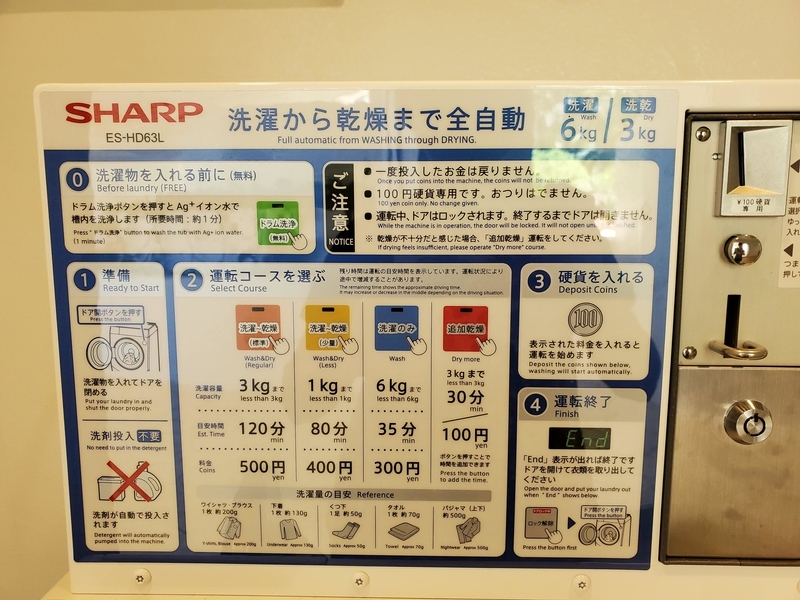 SHARP
ES-HD63L
洗濯から乾燥まで全自動
Full automatic from WASHING through DRYING.
洗濯
Wash
6kg
洗乾
Dry
3kg
0 洗濯物を入れる前に(無料)
Before laundry (FREE)
ドラム洗浄ボタンを押すとAg⁺イオン水で
槽内を洗浄します(所要時間:約1分)
Press "ドラム洗浄" button to wash the tub with Ag+ ion water.
(1 minute)
ドラム洗浄
(無料)
ご注意
NOTICE
■ 一度投入したお金は戻りません。
Once you put coins into the machine, the coins will not be returned.
■ 100円硬貨専用です。おつりはでません。
100 yen coin only. No change given.
■ 運転中、ドアはロックされます。終了するまでドアは開きません。
While the machine is in operation, the door will be locked. It will not open until finished.
※ 乾燥が不十分だと感じた場合、「追加乾燥」運転をしてください。
If drying feels insufficient, please operate "Dry more" course.
1 準備
Ready to Start
ドア開ボタンを押す
Press the button
洗濯物を入れてドアを
閉める
Put your laundry in and
shut the door properly.
洗剤投入 不要
No need to put in the detergent
洗剤が自動で投入さ
れます
Detergent will automatically
pumped into the machine.
2 運転コースを選ぶ
Select Course
残り時間は運転の目安時間を表示しています。運転状況により
途中で増減することがあります。
The remaining time shows the approximate driving time.
It may increase or decrease in the middle depending on the driving situation.
洗濯~乾燥
(標準)
Wash&Dry
(Regular)
洗濯~乾燥
(少量)
Wash&Dry
(Less)
洗濯のみ
Wash
追加乾燥
Dry more
洗濯容量
Capacity
3kgまで
less than 3kg
1kgまで
less than 1kg
6kgまで
less than 6kg
3kgまで
less than 3kg
30分
min
目安時間
Est. Time
120分
min
80分
min
35分
min
100円
yen
料金
Coins
500円
yen
400円
yen
300円
yen
ボタンを押すことで
時間を追加できます
Press the button
to add the time.
洗濯量の目安 Reference
ワイシャツ・ブラウス
1枚 約200g
下着
1枚 約130g
くつ下
1足 約50g
タオル
1枚 約70g
パジャマ(上下)
約500g
Y-shirts, Blouse Approx 200g
Underwear Approx 130g
Socks Approx 50g
Towel Approx 70g
Nightwear Approx 500g
3 硬貨を入れる
Deposit Coins
100
表示された料金を入れると
運転を始めます
Deposit the coins shown below,
washing will start automatically.
4 運転終了
Finish
End
「End」表示が出れば終了です
ドアを開けて衣類を取り出して
ください
Open the door and put your laundry out
when "End" shows below.
ロック解除
Press the button first
ドア開ボタンを押す
Press the button
¥100硬貨
専用